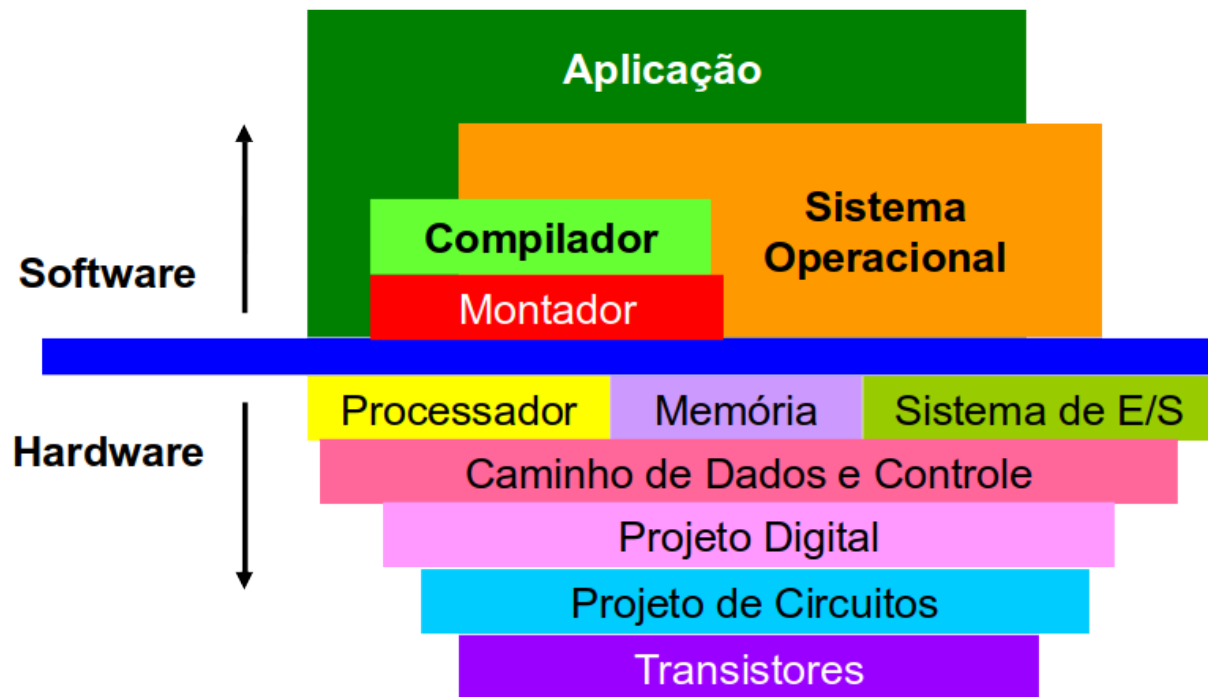 Aplicação
Sistema
Operacional
Compilador
Montador
Software
Hardware
Processador
Memória
Sistema de E/S
Caminho de Dados e Controle
Projeto Digital
Projeto de Circuitos
Transistores